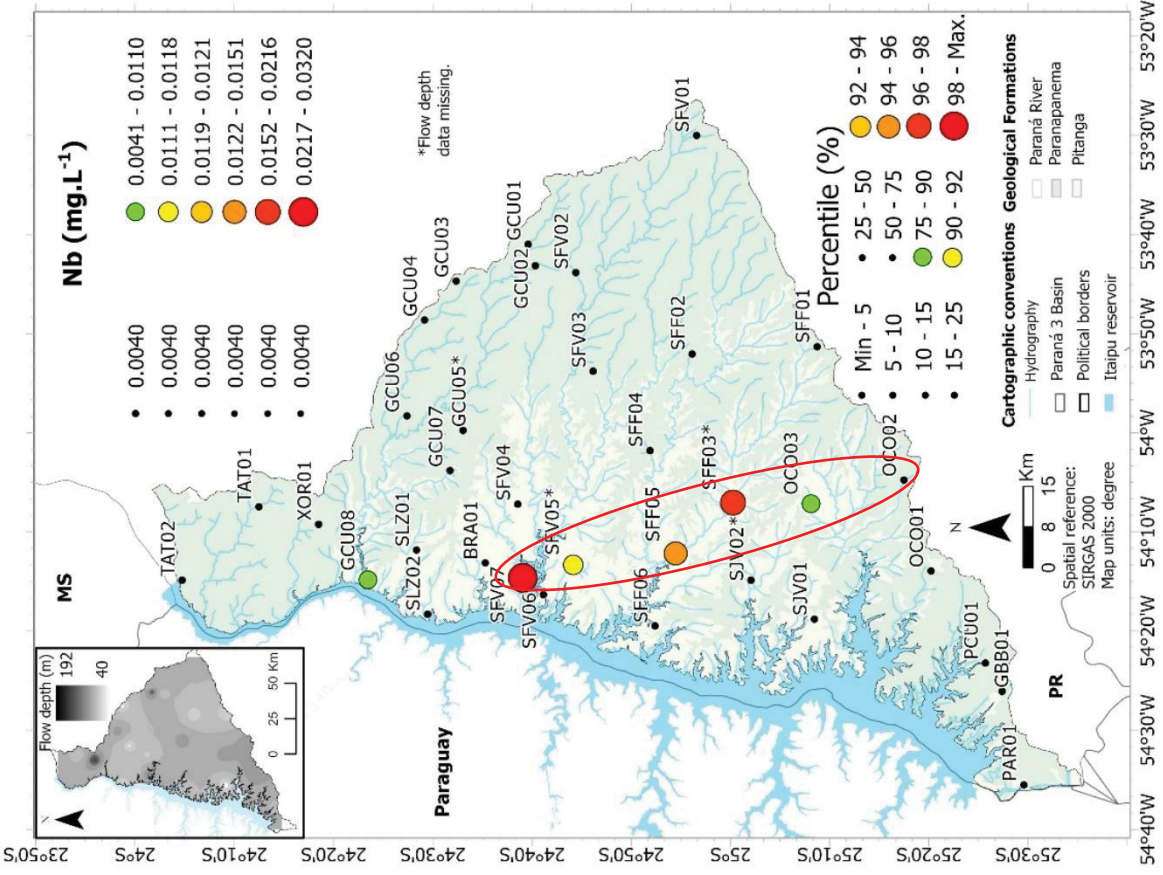 Nb (mg.L⁻¹)
0.0040
0.0040
0.0040
0.0040
0.0040
0.0040
0.0041 - 0.0110
0.0111 - 0.0118
0.0119 - 0.0121
0.0122 - 0.0151
0.0152 - 0.0216
0.0217 - 0.0320
*Flow depth
data missing.
MS
Paraguay
PR
Flow depth (m)
192
40
N
0 25 50 Km
TAT02
TAT01
XOR01
GCU08
GCU06
GCU04
GCU03
GCU07
GCU05*
GCU01
GCU02
SLZ01
SLZ02
BRA01
SFV01
SFV02
SFV03
SFV04
SFV05*
SFV07
SFV06
SFF01
SFF02
SFF04
SFF05
SFF03*
SFF06
SJV02*
SJV01
OCO03
OCO02
OCO01
PCU01
GBB01
PAR01
Percentile (%)
Min - 5
5 - 10
10 - 15
15 - 25
25 - 50
50 - 75
75 - 90
90 - 92
92 - 94
94 - 96
96 - 98
98 - Max.
N
0 8 15 Km
Spatial reference:
SIRGAS 2000
Map units: degree
Cartographic conventions
Hydrography
Paraná 3 Basin
Political borders
Itaipu reservoir
Geological Formations
Paraná River
Paranapanema
Pitanga
23°50'S
24°S
24°10'S
24°20'S
24°30'S
24°40'S
24°50'S
25°S
25°10'S
25°20'S
25°30'S
54°40'W
54°30'W
54°20'W
54°10'W
54°W
53°50'W
53°40'W
53°30'W
53°20'W